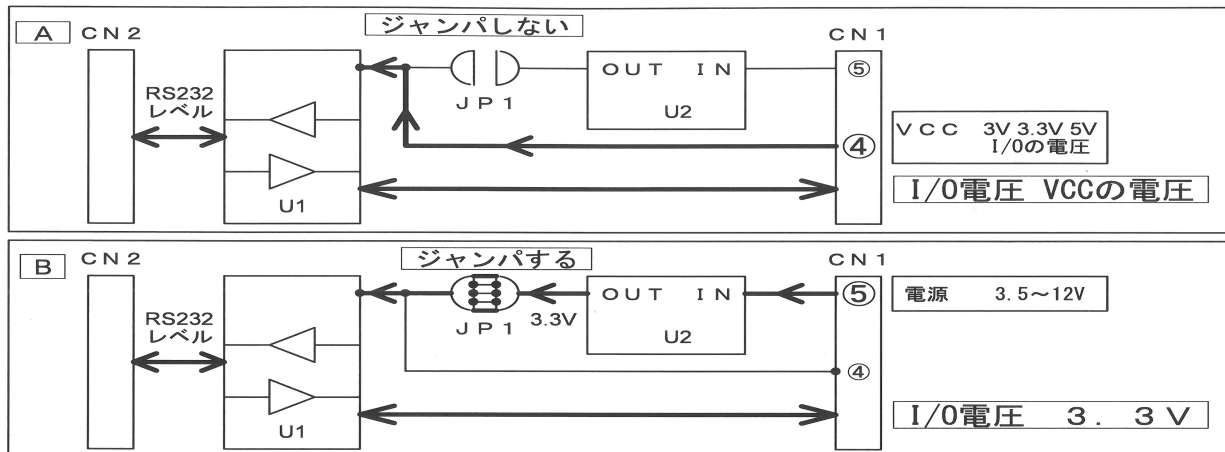 A
CN2
ジャンパしない
CN1
RS232
レベル
JP1
OUT IN
U2
⑤
④
VCC 3V 3.3V 5V
I/Oの電圧
I/O電圧 VCCの電圧
U1
B
CN2
ジャンパする
CN1
RS232
レベル
JP1
3.3V
OUT IN
U2
⑤
④
電源 3.5～12V
I/O電圧 3.3V
U1